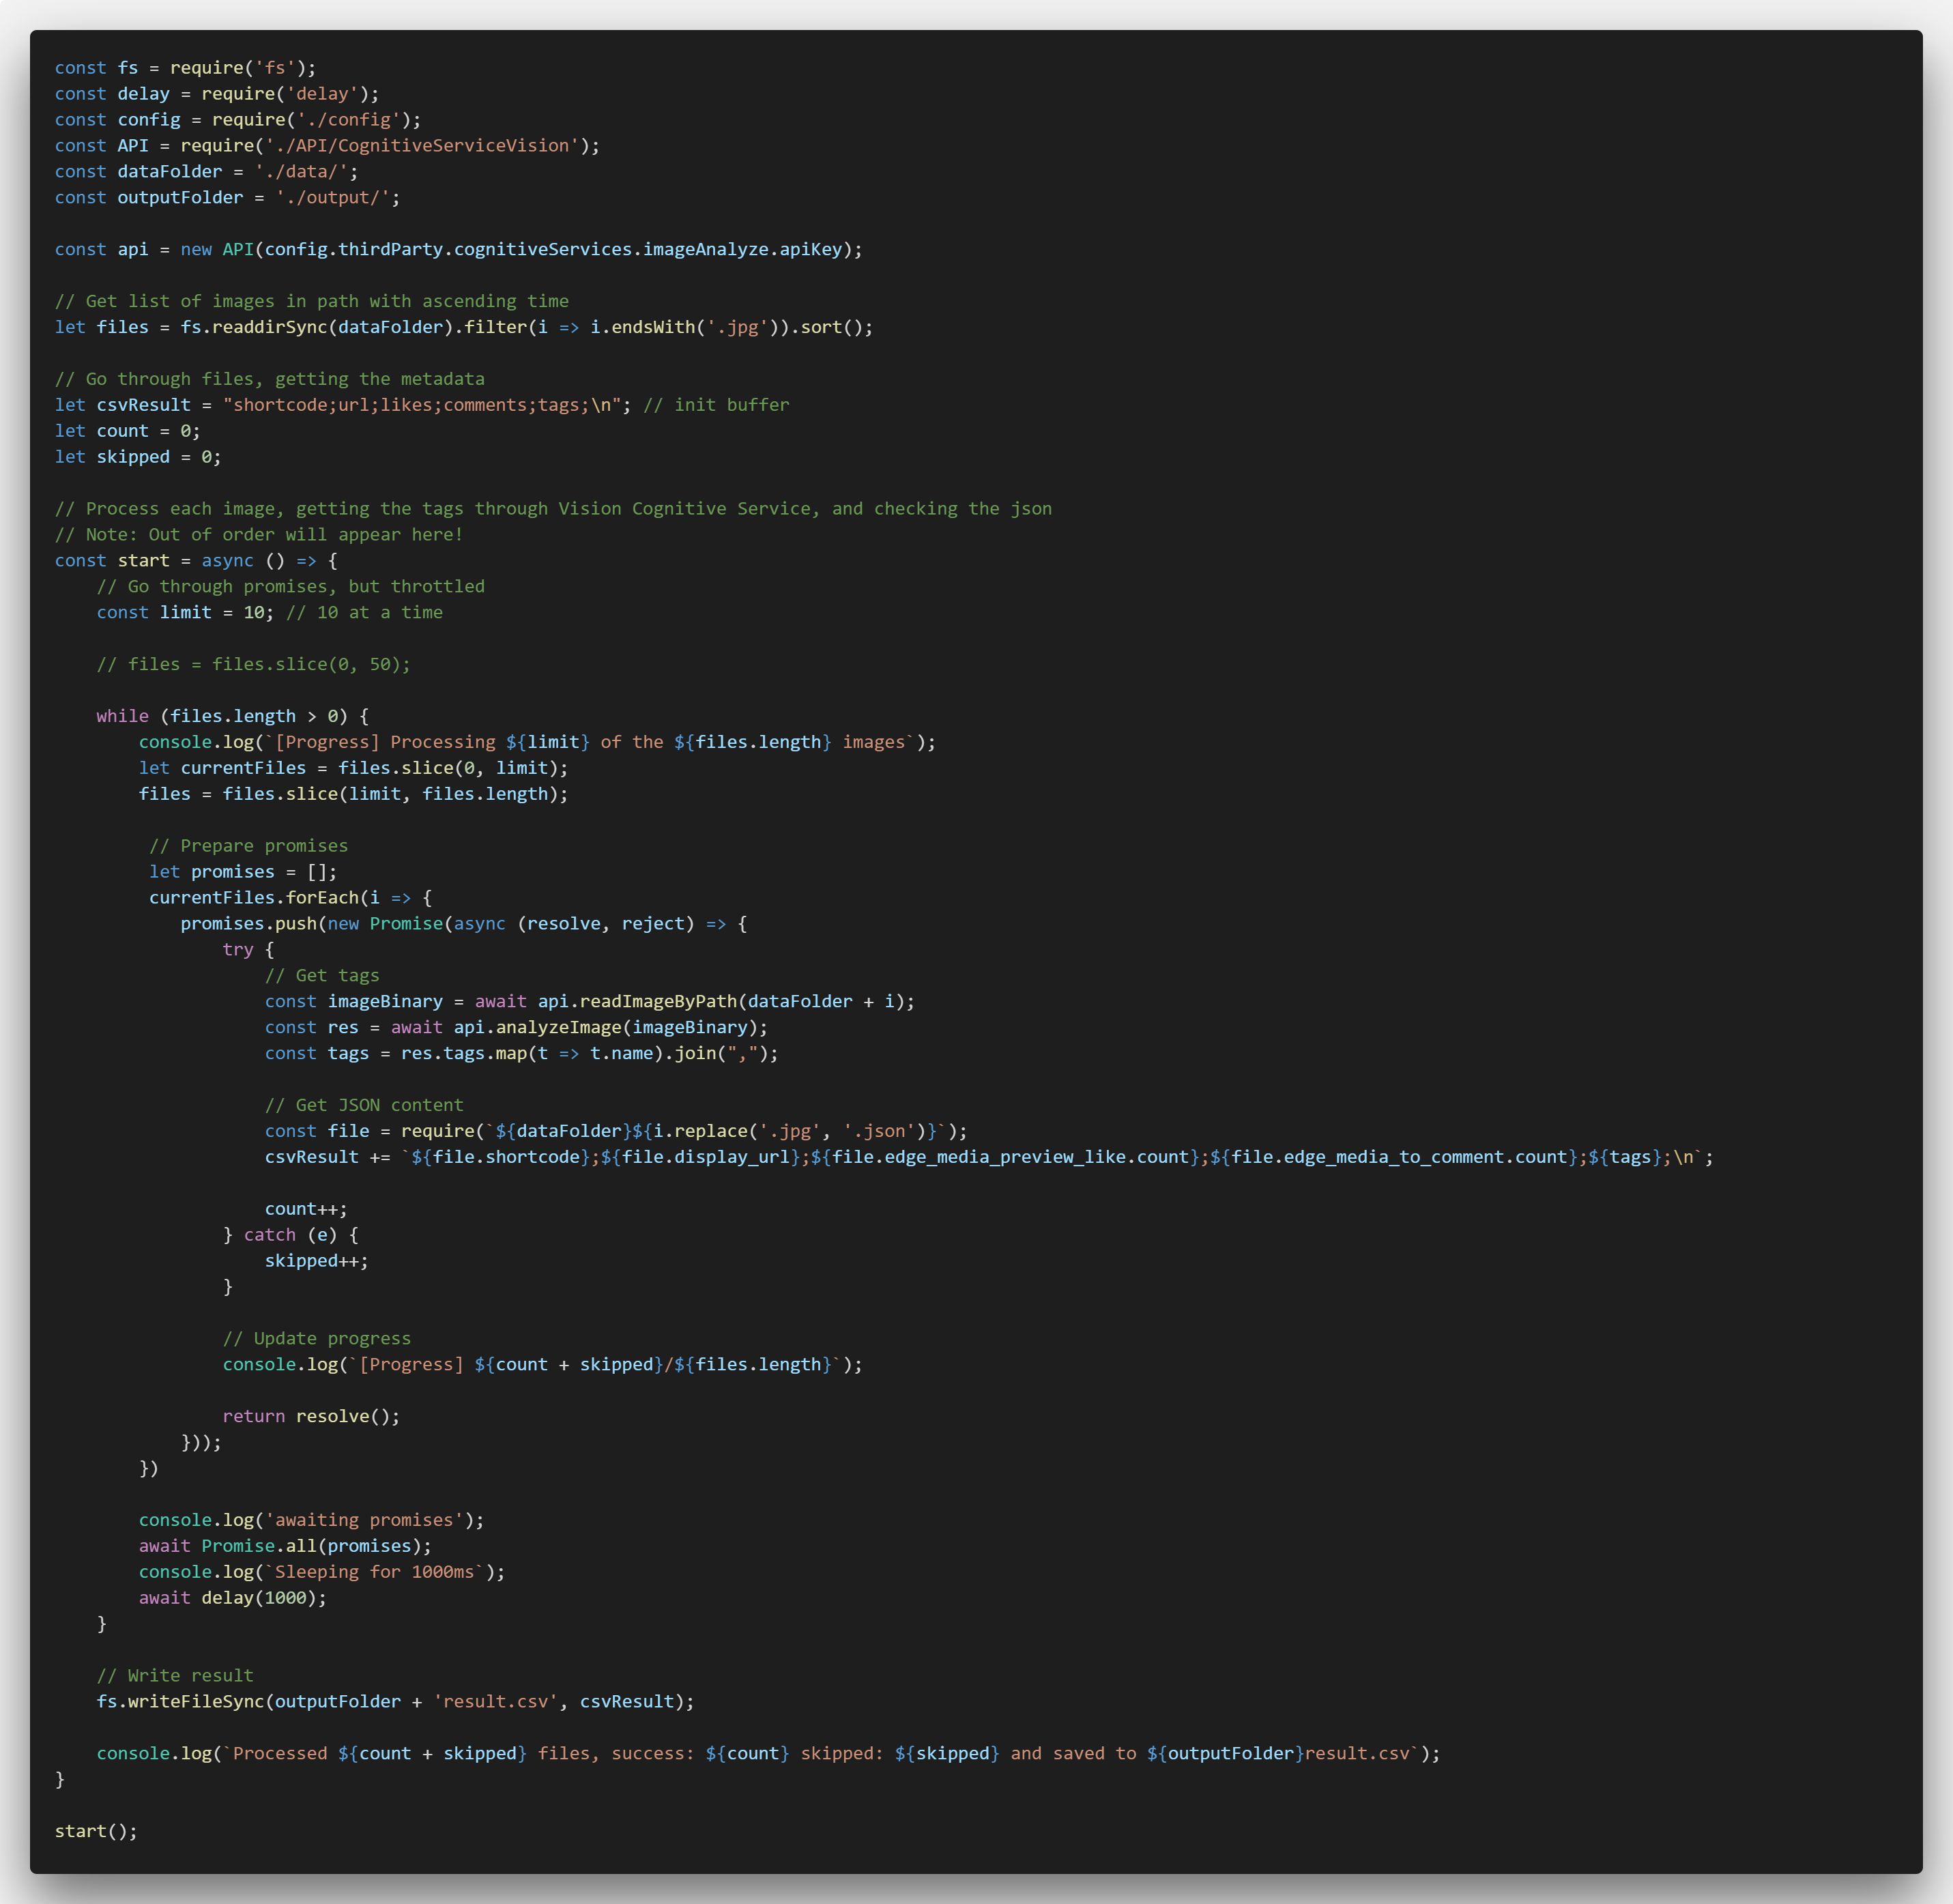 const fs = require('fs');
const delay = require('delay');
const config = require('./config');
const API = require('./API/CognitiveServiceVision');
const dataFolder = './data/';
const outputFolder = './output/';

const api = new API(config.thirdParty.cognitiveServices.imageAnalyze.apiKey);

// Get list of images in path with ascending time
let files = fs.readdirSync(dataFolder).filter(i => i.endsWith('.jpg')).sort();

// Go through files, getting the metadata
let csvResult = "shortcode;url;likes;comments;tags;\n"; // init buffer
let count = 0;
let skipped = 0;

// Process each image, getting the tags through Vision Cognitive Service, and checking the json
// Note: Out of order will appear here!
const start = async () => {
    // Go through promises, but throttled
    const limit = 10; // 10 at a time

    // files = files.slice(0, 50);

    while (files.length > 0) {
        console.log(`[Progress] Processing ${limit} of the ${files.length} images`);
        let currentFiles = files.slice(0, limit);
        files = files.slice(limit, files.length);

         // Prepare promises
         let promises = [];
         currentFiles.forEach(i => {
            promises.push(new Promise(async (resolve, reject) => {
                try {
                    // Get tags
                    const imageBinary = await api.readImageByPath(dataFolder + i);
                    const res = await api.analyzeImage(imageBinary);
                    const tags = res.tags.map(t => t.name).join(",");

                    // Get JSON content
                    const file = require(`${dataFolder}${i.replace('.jpg', '.json')}`);
                    csvResult += `${file.shortcode};${file.display_url};${file.edge_media_preview_like.count};${file.edge_media_to_comment.count};${tags};\n`;

                    count++;
                } catch (e) {
                    skipped++;
                }

                // Update progress
                console.log(`[Progress] ${count + skipped}/${files.length}`);

                return resolve();
            }));
        })

        console.log('awaiting promises');
        await Promise.all(promises);
        console.log(`Sleeping for 1000ms`);
        await delay(1000);
    }

    // Write result
    fs.writeFileSync(outputFolder + 'result.csv', csvResult);

    console.log(`Processed ${count + skipped} files, success: ${count} skipped: ${skipped} and saved to ${outputFolder}result.csv`);
}

start();